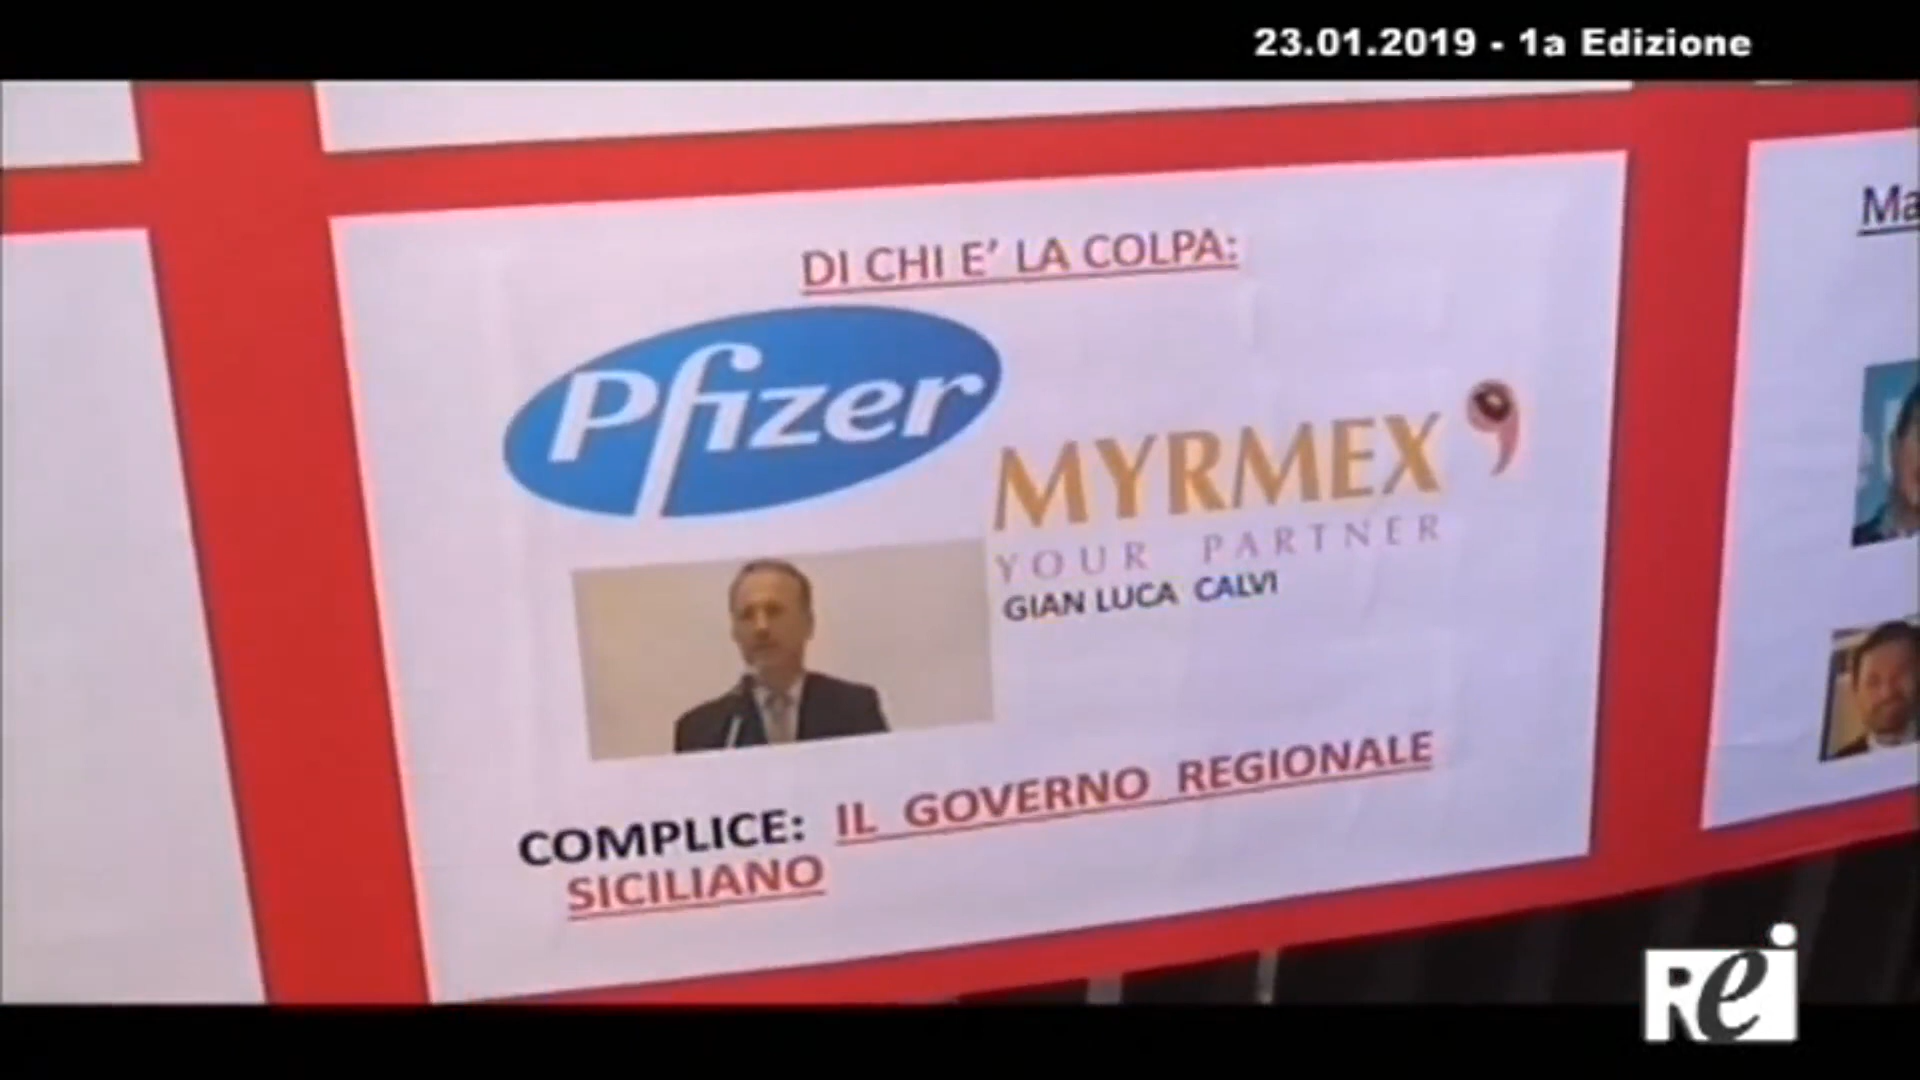 23.01.2019 - 1a Edizione
DI CHI E' LA COLPA:
Pfizer
MYRMEX
YOUR PARTNER
GIAN LUCA CALVI
COMPLICE: IL GOVERNO REGIONALE
SICILIANO
Ma
Rei